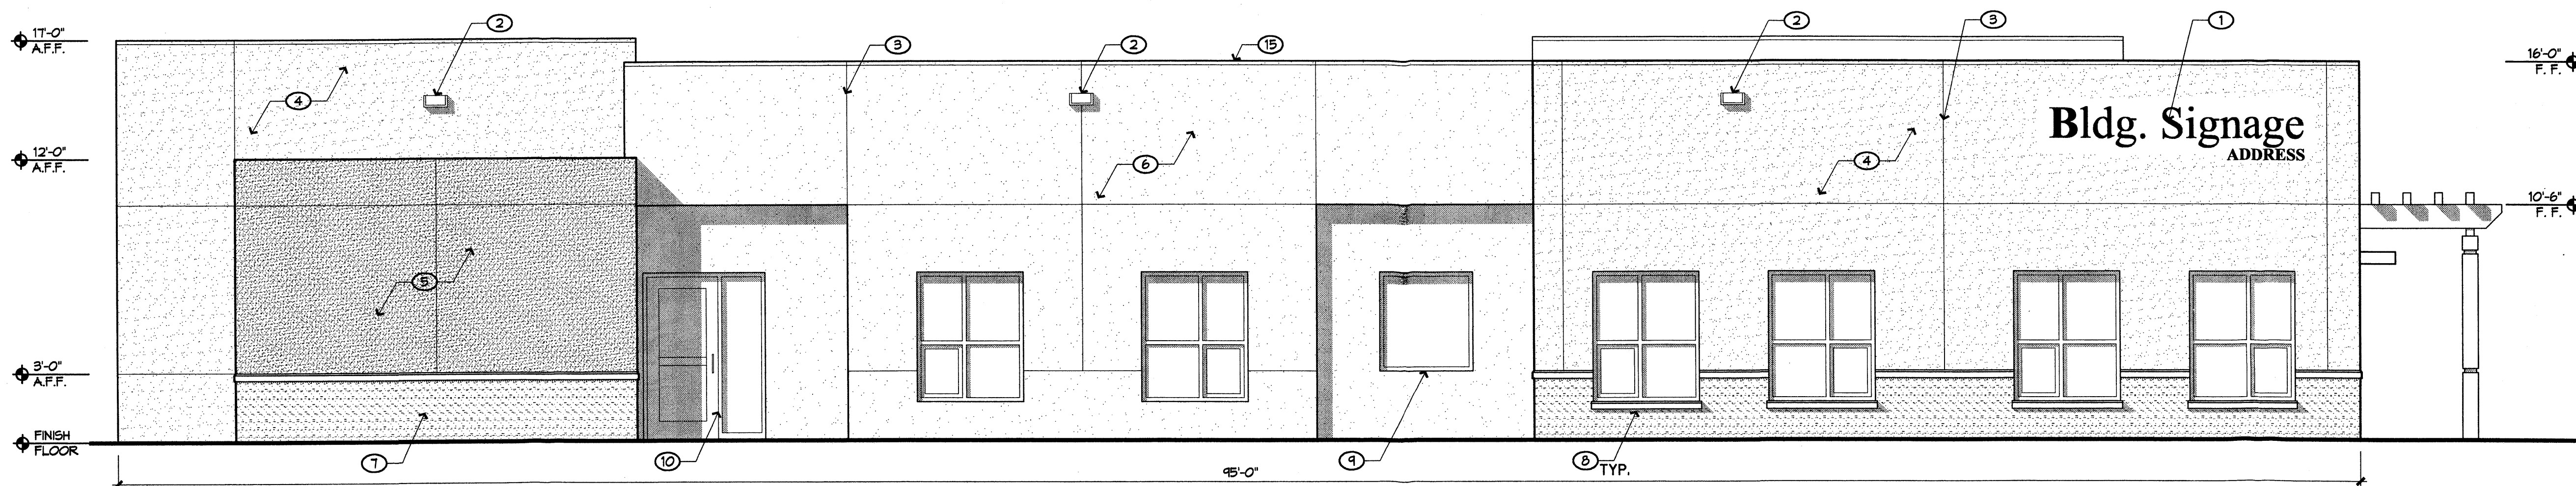 2
2
3
1
3
2
15
17'-0"
A.F.F.
16'-0"
F. F.
4
Bldg. Signage
ADDRESS
12'-0"
A.F.F.
6
4
10'-6"
F. F.
5
3'-0"
A.F.F.
FINISH
FLOOR
7
10
9
8 TYP.
95'-0"